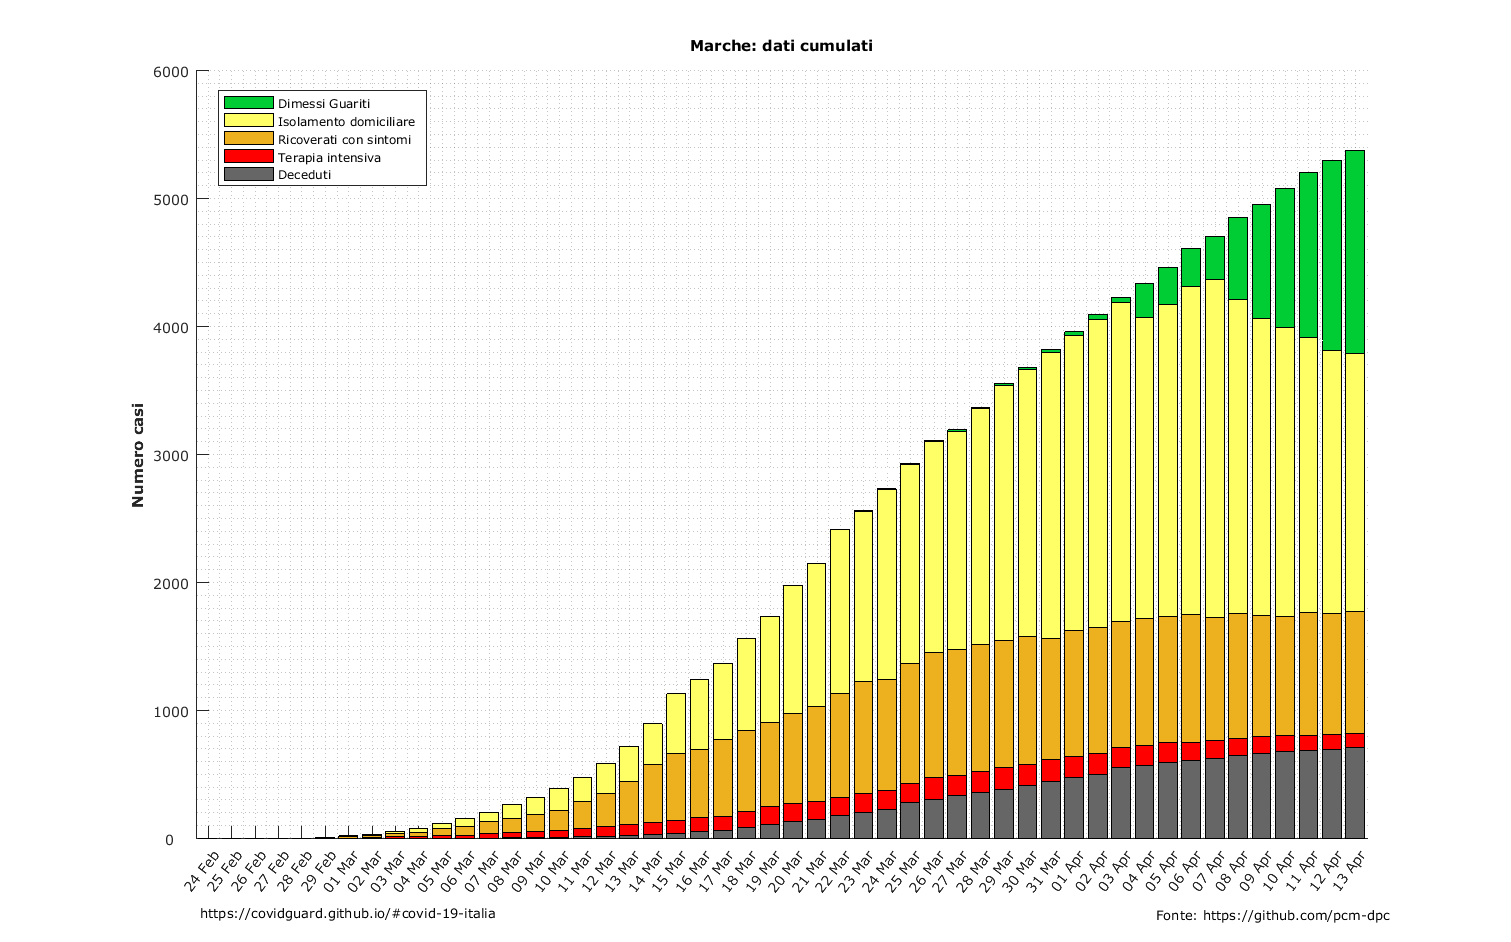 Marche: dati cumulati
6000
5000
4000
3000
2000
1000
0
Numero casi
Dimessi Guariti
Isolamento domiciliare
Ricoverati con sintomi
Terapia intensiva
Deceduti
24 Feb
25 Feb
26 Feb
27 Feb
28 Feb
29 Feb
01 Mar
02 Mar
03 Mar
04 Mar
05 Mar
06 Mar
07 Mar
08 Mar
09 Mar
10 Mar
11 Mar
12 Mar
13 Mar
14 Mar
15 Mar
16 Mar
17 Mar
18 Mar
19 Mar
20 Mar
21 Mar
22 Mar
23 Mar
24 Mar
25 Mar
26 Mar
27 Mar
28 Mar
29 Mar
30 Mar
31 Mar
01 Apr
02 Apr
03 Apr
04 Apr
05 Apr
06 Apr
07 Apr
08 Apr
09 Apr
10 Apr
11 Apr
12 Apr
13 Apr
https://covidguard.github.io/#covid-19-italia
Fonte: https://github.com/pcm-dpc